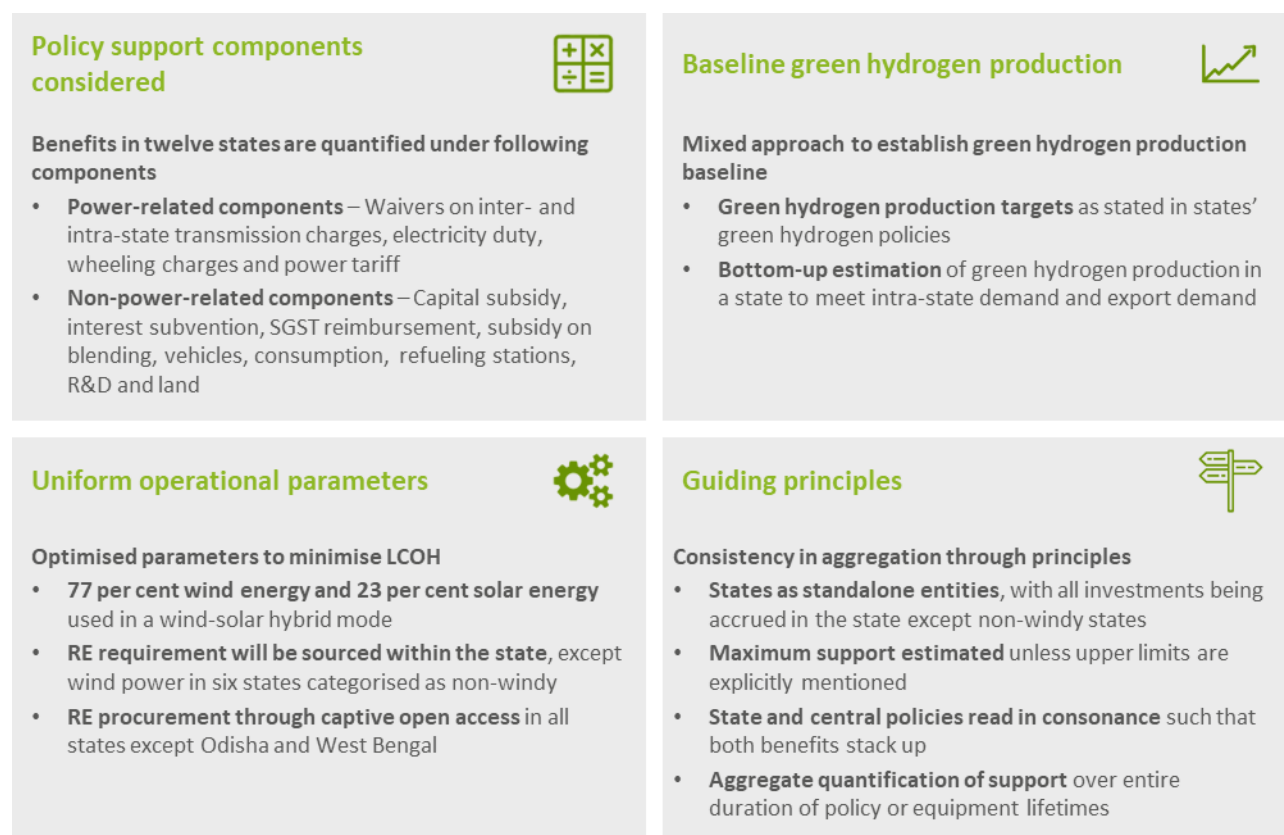 Policy support components
considered
Benefits in twelve states are quantified under following
components
• Power-related components – Waivers on inter- and
intra-state transmission charges, electricity duty,
wheeling charges and power tariff
• Non-power-related components – Capital subsidy,
interest subvention, SGST reimbursement, subsidy on
blending, vehicles, consumption, refueling stations,
R&D and land
Baseline green hydrogen production
Mixed approach to establish green hydrogen production
baseline
• Green hydrogen production targets as stated in states’
green hydrogen policies
• Bottom-up estimation of green hydrogen production in
a state to meet intra-state demand and export demand
Uniform operational parameters
Optimised parameters to minimise LCOH
• 77 per cent wind energy and 23 per cent solar energy
used in a wind-solar hybrid mode
• RE requirement will be sourced within the state, except
wind power in six states categorised as non-windy
• RE procurement through captive open access in all
states except Odisha and West Bengal
Guiding principles
Consistency in aggregation through principles
• States as standalone entities, with all investments being
accrued in the state except non-windy states
• Maximum support estimated unless upper limits are
explicitly mentioned
• State and central policies read in consonance such that
both benefits stack up
• Aggregate quantification of support over entire
duration of policy or equipment lifetimes